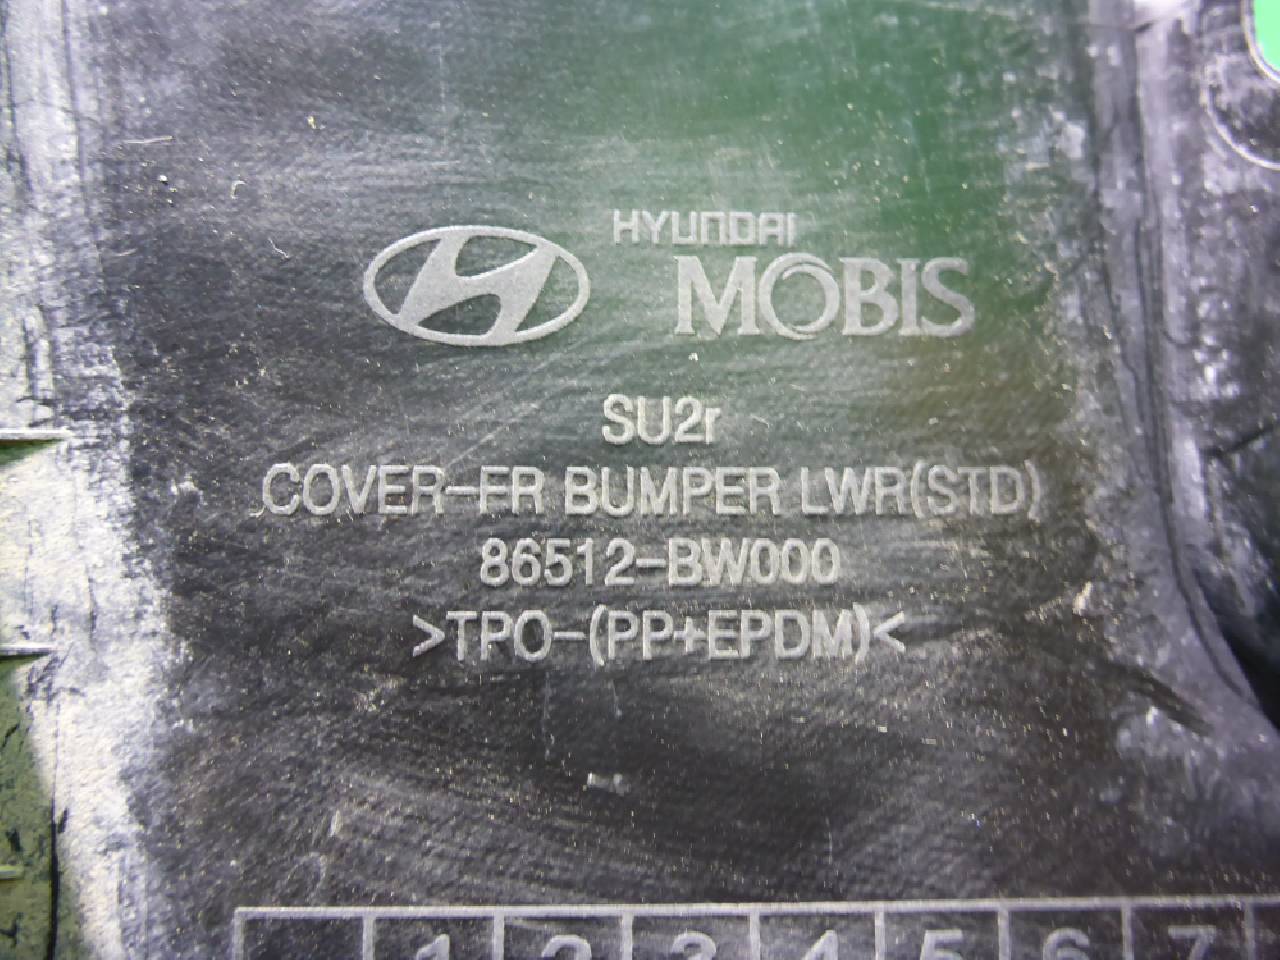 HYUNDAI
MOBIS
SU2r
COVER-FR BUMPER LWR(STD)
86512-BW000
>TPO-(PP+EPDM)<
1 2 3 4 5 6 7